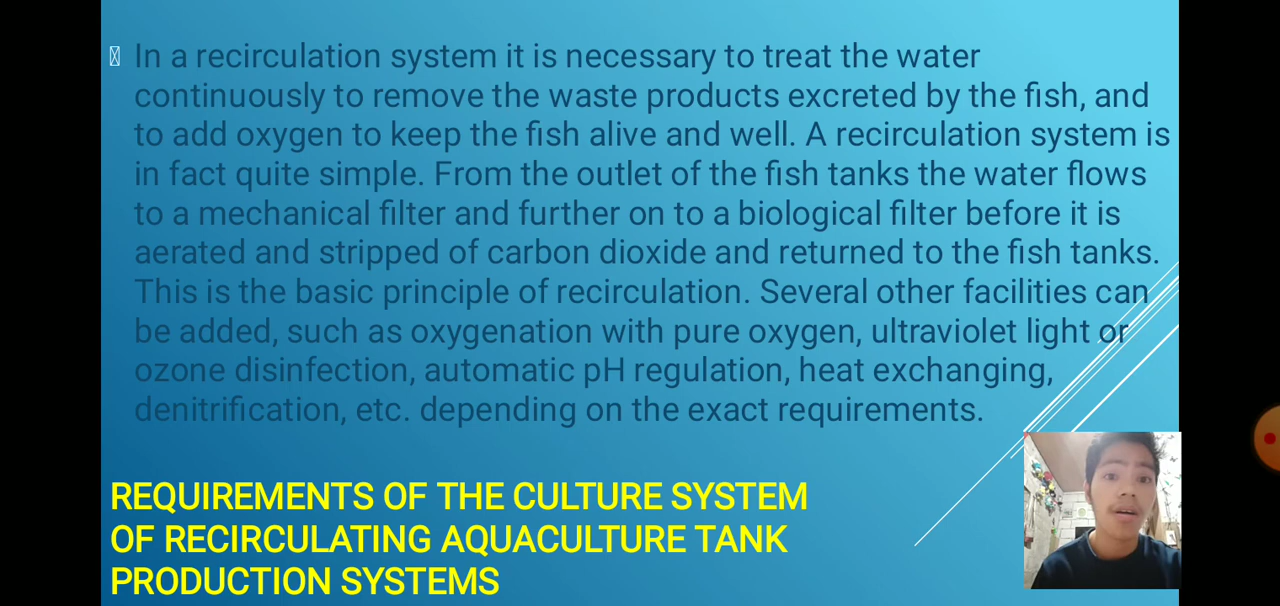 In a recirculation system it is necessary to treat the water
continuously to remove the waste products excreted by the fish, and
to add oxygen to keep the fish alive and well. A recirculation system is
in fact quite simple. From the outlet of the fish tanks the water flows
to a mechanical filter and further on to a biological filter before it is
aerated and stripped of carbon dioxide and returned to the fish tanks.
This is the basic principle of recirculation. Several other facilities can
be added, such as oxygenation with pure oxygen, ultraviolet light or
ozone disinfection, automatic pH regulation, heat exchanging,
denitrification, etc. depending on the exact requirements.
REQUIREMENTS OF THE CULTURE SYSTEM
OF RECIRCULATING AQUACULTURE TANK
PRODUCTION SYSTEMS